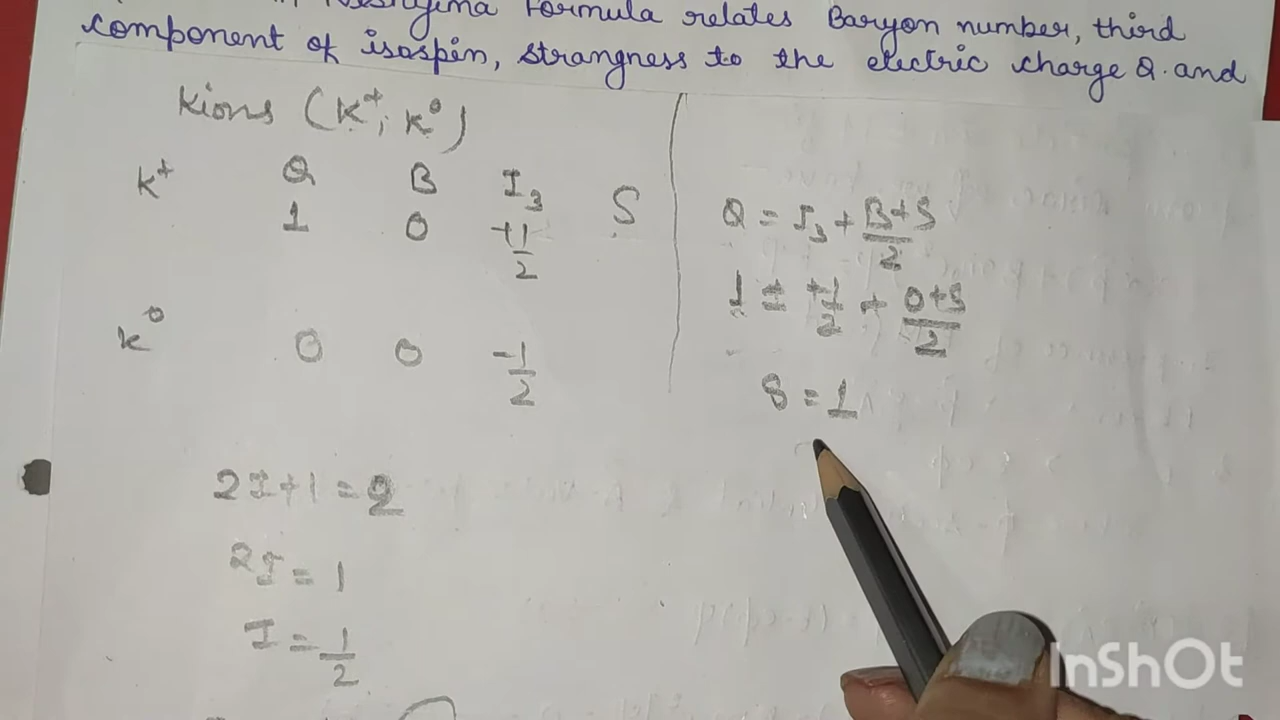 Formula relates Baryon number, third
component of isospin, strangness to the electric charge Q. and
Kions (K⁺, K⁰)
K⁺ Q B I₃ S
1 0 +1/2
K⁰ 0 0 -1/2
2I+1 = 2
2I = 1
I = 1/2
Q = I₃ + B+S/2
1 = +1/2 + 0+S/2
S = 1
InShOt